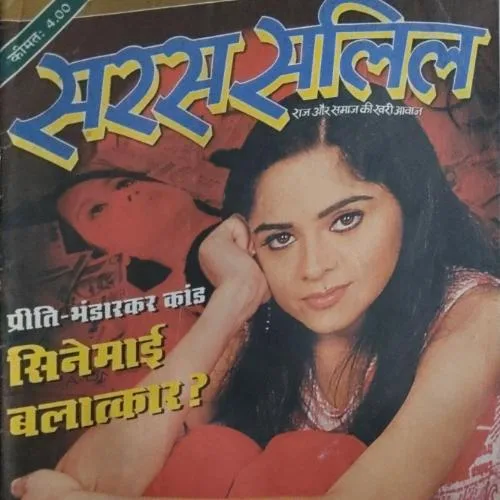 कीमत: 4.00
सरस सलिल
राज और समाज की खरी आवाज
प्रीति-भंडारकर कांड
सिनेमाई
बलात्कार?